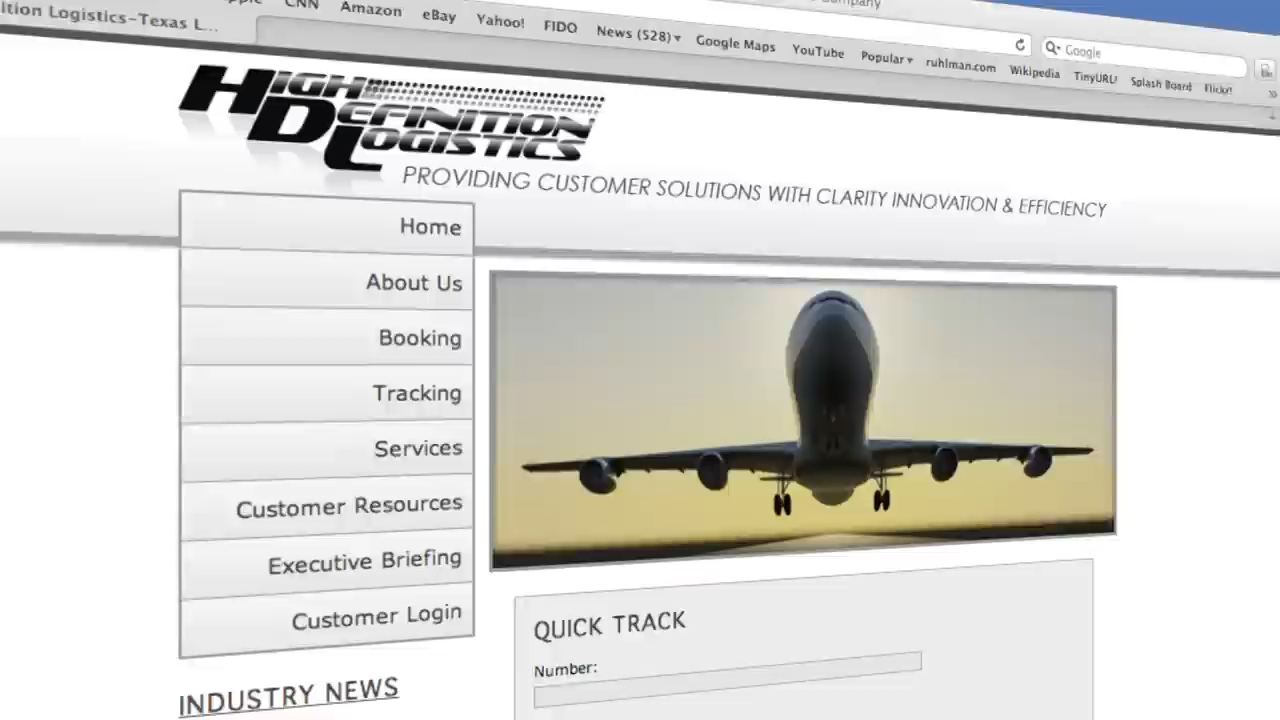 CNN Amazon eBay Yahoo! FIDO News (528) Google Maps YouTube Popular ruhlman.com Wikipedia TinyURL! Splash Board Flickr!
Google
Logistics-Texas L...
HIGH
DEFINITION
LOGISTICS
PROVIDING CUSTOMER SOLUTIONS WITH CLARITY INNOVATION & EFFICIENCY
Home
About Us
Booking
Tracking
Services
Customer Resources
Executive Briefing
Customer Login
INDUSTRY NEWS
QUICK TRACK
Number: